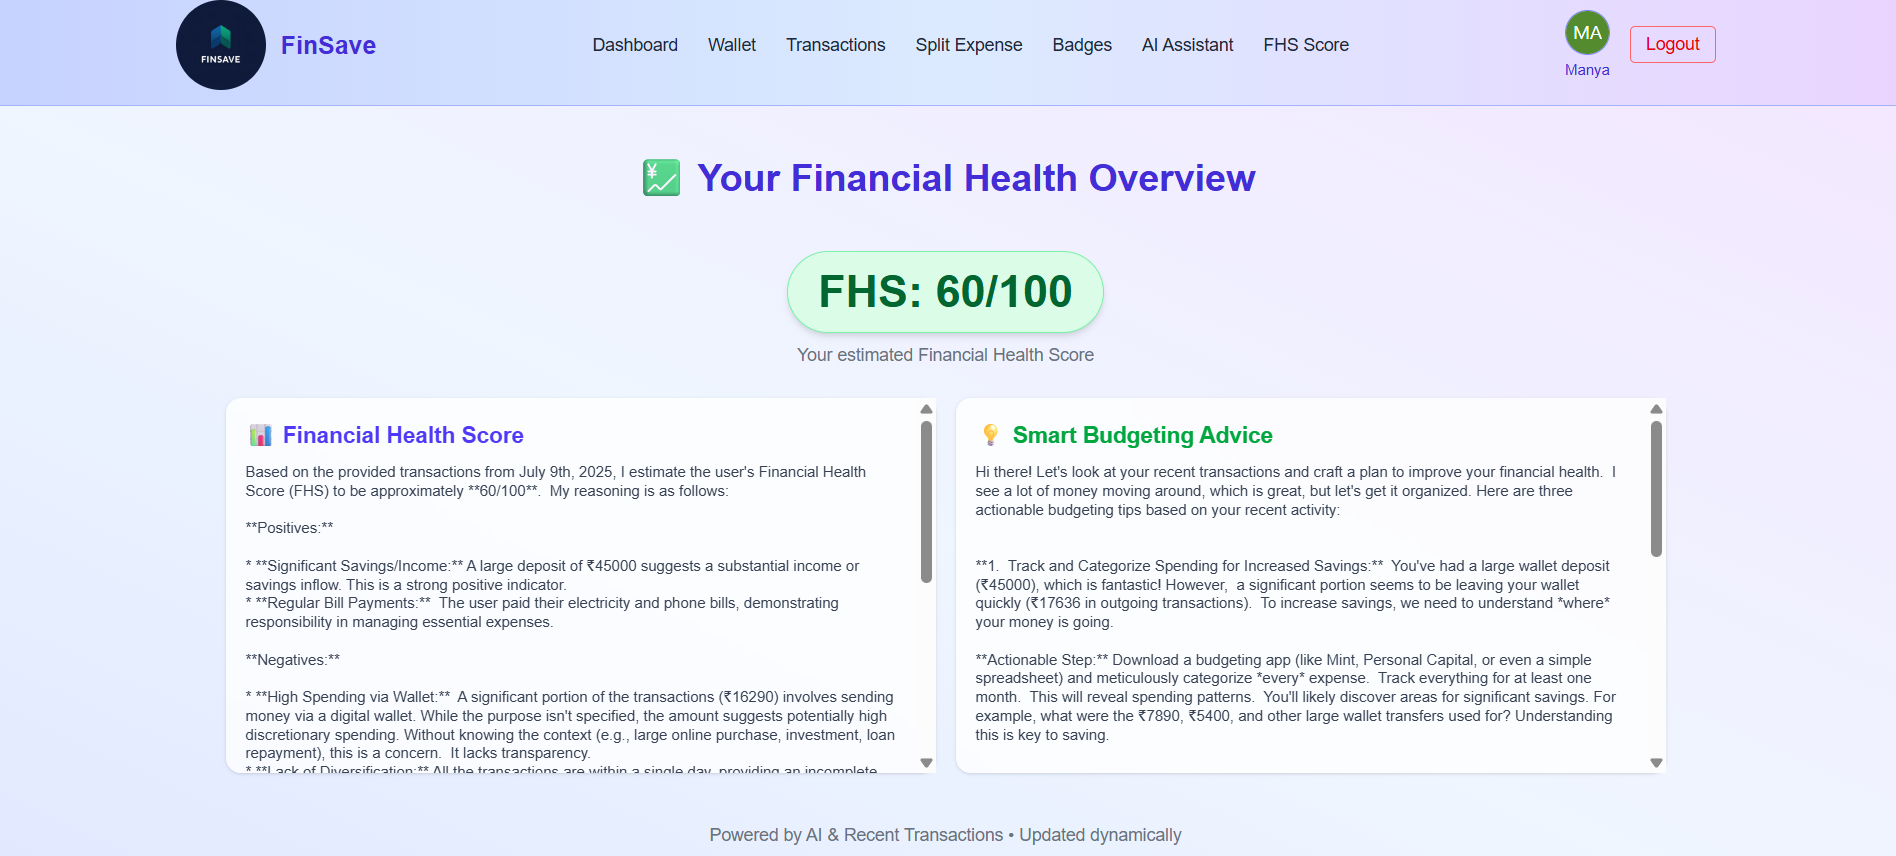 FINSAVE
FinSave
Dashboard
Wallet
Transactions
Split Expense
Badges
AI Assistant
FHS Score
MA
Manya
Logout
💹 Your Financial Health Overview
FHS: 60/100
Your estimated Financial Health Score
📊 Financial Health Score
Based on the provided transactions from July 9th, 2025, I estimate the user's Financial Health
Score (FHS) to be approximately **60/100**.  My reasoning is as follows:
**Positives:**
* **Significant Savings/Income:** A large deposit of ₹45000 suggests a substantial income or
savings inflow. This is a strong positive indicator.
* **Regular Bill Payments:**  The user paid their electricity and phone bills, demonstrating
responsibility in managing essential expenses.
**Negatives:**
* **High Spending via Wallet:**  A significant portion of the transactions (₹16290) involves sending
money via a digital wallet. While the purpose isn't specified, the amount suggests potentially high
discretionary spending. Without knowing the context (e.g., large online purchase, investment, loan
repayment), this is a concern.  It lacks transparency.
* **Lack of Diversification:** All the transactions are within a single day, providing an incomplete
💡 Smart Budgeting Advice
Hi there! Let's look at your recent transactions and craft a plan to improve your financial health.  I
see a lot of money moving around, which is great, but let's get it organized. Here are three
actionable budgeting tips based on your recent activity:
**1.  Track and Categorize Spending for Increased Savings:**  You've had a large wallet deposit
(₹45000), which is fantastic! However,  a significant portion seems to be leaving your wallet
quickly (₹17636 in outgoing transactions).  To increase savings, we need to understand *where*
your money is going.
**Actionable Step:** Download a budgeting app (like Mint, Personal Capital, or even a simple
spreadsheet) and meticulously categorize *every* expense.  Track everything for at least one
month.  This will reveal spending patterns.  You'll likely discover areas for significant savings. For
example, what were the ₹7890, ₹5400, and other large wallet transfers used for? Understanding
this is key to saving.
Powered by AI & Recent Transactions • Updated dynamically